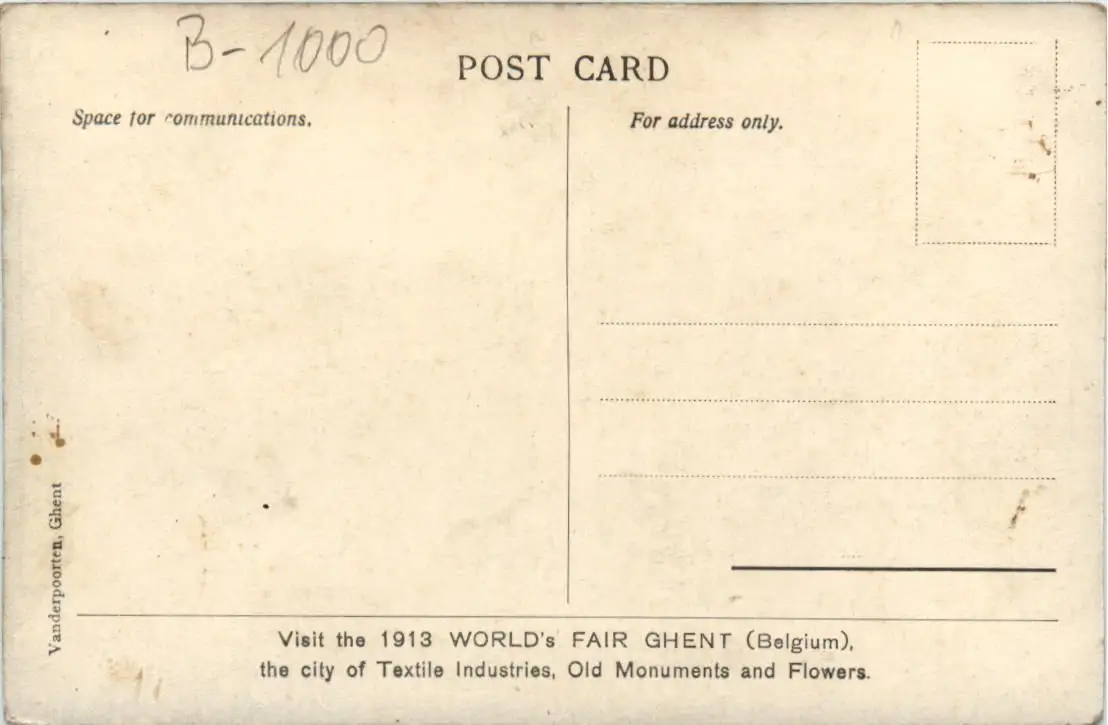 B-1000
POST CARD
Space for communications.
For address only.
Vanderpoorten, Ghent
Visit the 1913 WORLD's FAIR GHENT (Belgium),
the city of Textile Industries, Old Monuments and Flowers.